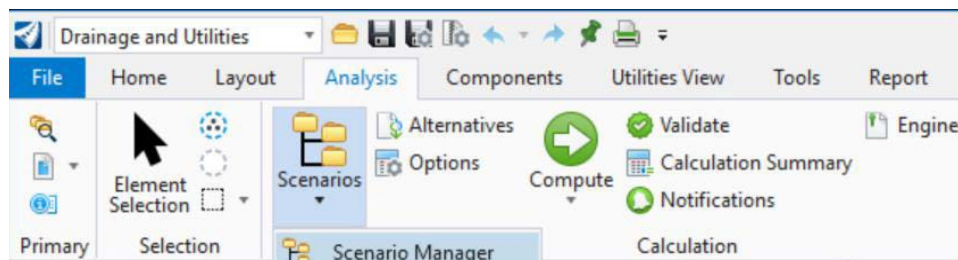 Drainage and Utilities
File Home Layout Analysis Components Utilities View Tools Report
Scenarios
Alternatives
Options
Compute
Validate
Calculation Summary
Notifications
Engine
Element
Selection
Primary Selection Scenario Manager Calculation